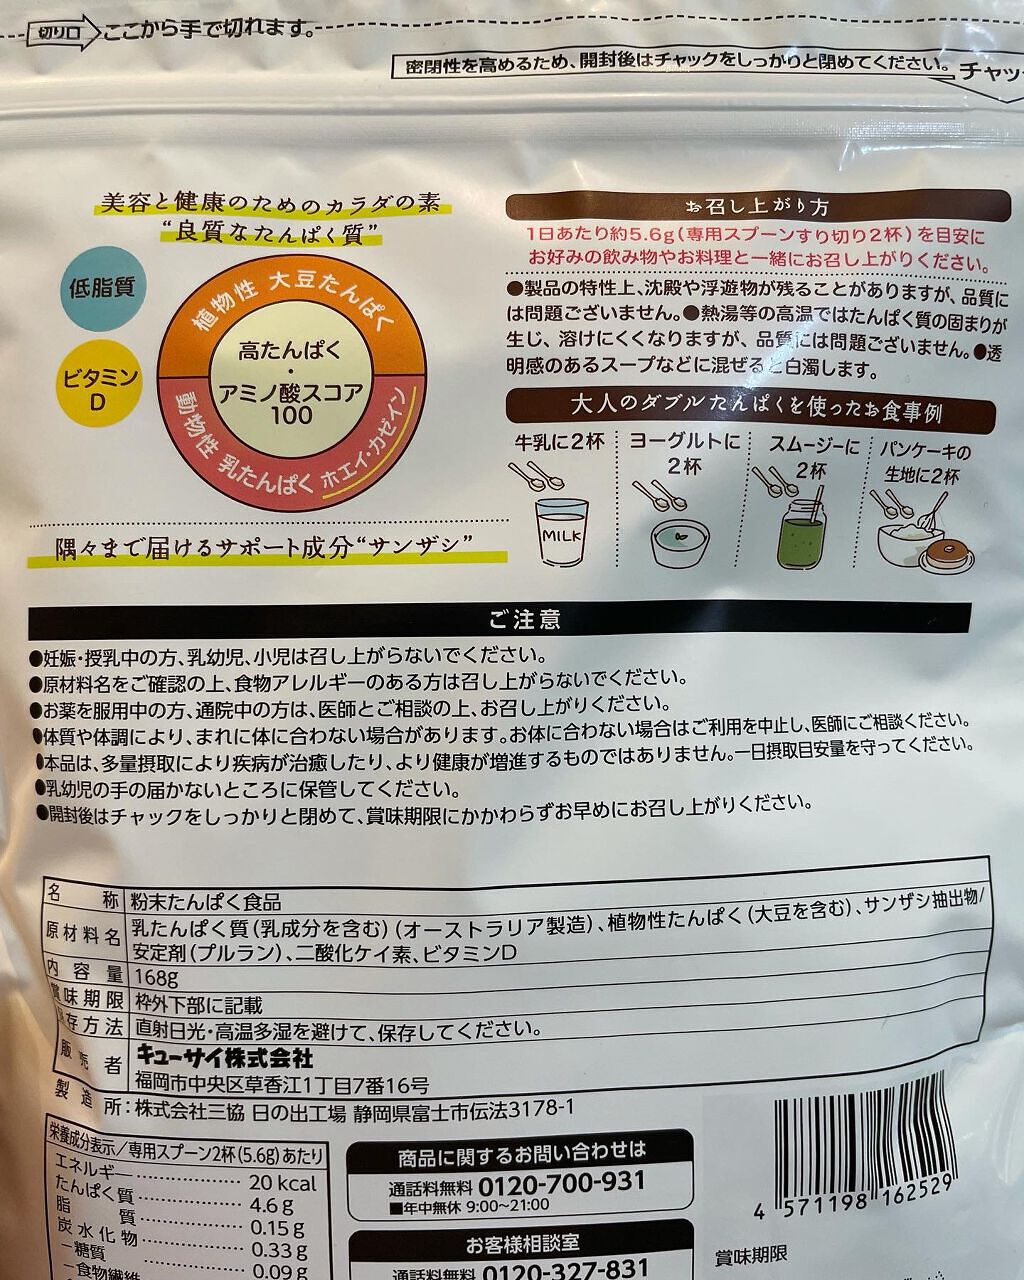 切り口 ここから手で切れます。
密閉性を高めるため、開封後はチャックをしっかりと閉めてください。
チャッ
美容と健康のためのカラダの素
“良質なたんぱく質”
低脂質
ビタミン
D
植物性 大豆たんぱく
高たんぱく
・
アミノ酸スコア
100
動物性 乳たんぱく ホエイ・カゼイン
隅々まで届けるサポート成分“サンザシ”
お召し上がり方
1日あたり約5.6g(専用スプーンすり切り2杯)を目安に
お好みの飲み物やお料理と一緒にお召し上がりください。
●製品の特性上、沈殿や浮遊物が残ることがありますが、品質に
は問題ございません。●熱湯等の高温ではたんぱく質の固まりが
生じ、溶けにくくなりますが、品質には問題ございません。●透
明感のあるスープなどに混ぜると白濁します。
大人のダブルたんぱくを使ったお食事例
牛乳に2杯
MILK
ヨーグルトに
2杯
スムージーに
2杯
パンケーキの
生地に2杯
ご注意
●妊娠・授乳中の方、乳幼児、小児は召し上がらないでください。
●原材料名をご確認の上、食物アレルギーのある方は召し上がらないでください。
●お薬を服用中の方、通院中の方は、医師とご相談の上、お召し上がりください。
●体質や体調により、まれに体に合わない場合があります。お体に合わない場合はご利用を中止し、医師にご相談ください。
●本品は、多量摂取により疾病が治癒したり、より健康が増進するものではありません。一日摂取目安量を守ってください。
●乳幼児の手の届かないところに保管してください。
●開封後はチャックをしっかりと閉めて、賞味期限にかかわらずお早めにお召し上がりください。
名称 粉末たんぱく食品
原材料名 乳たんぱく質(乳成分を含む)(オーストラリア製造)、植物性たんぱく(大豆を含む)、サンザシ抽出物/
安定剤(プルラン)、二酸化ケイ素、ビタミンD
内容量 168g
賞味期限 枠外下部に記載
保存方法 直射日光・高温多湿を避けて、保存してください。
販売者 キューサイ株式会社
福岡市中央区草香江1丁目7番16号
製造所:株式会社三協 日の出工場 静岡県富士市伝法3178-1
栄養成分表示/専用スプーン2杯(5.6g)あたり
エネルギー 20 kcal
たんぱく質 4.6g
脂質 0.15g
炭水化物 0.33g
−糖質 0.09g
−食物繊維
商品に関するお問い合わせは
通話料無料 0120-700-931
■年中無休 9:00~21:00
お客様相談室
通話料無料 0120-327-831
4 571198 162529
賞味期限